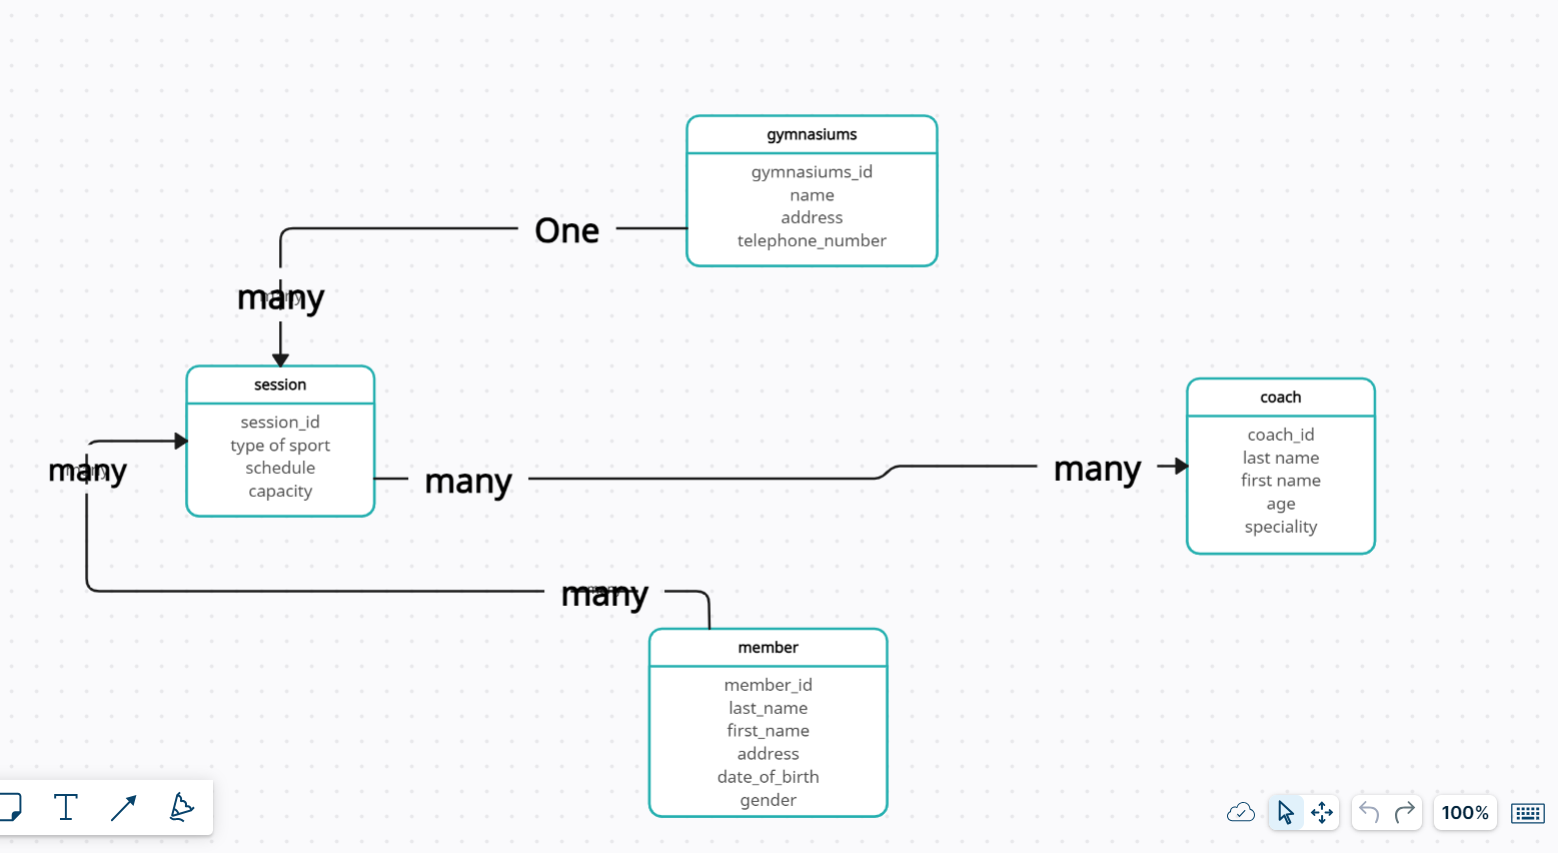 gymnasiums
gymnasiums_id
name
address
telephone_number
One
many
session
session_id
type of sport
schedule
capacity
many
many
many
coach
coach_id
last name
first name
age
speciality
many
member
member_id
last_name
first_name
address
date_of_birth
gender
T
100%